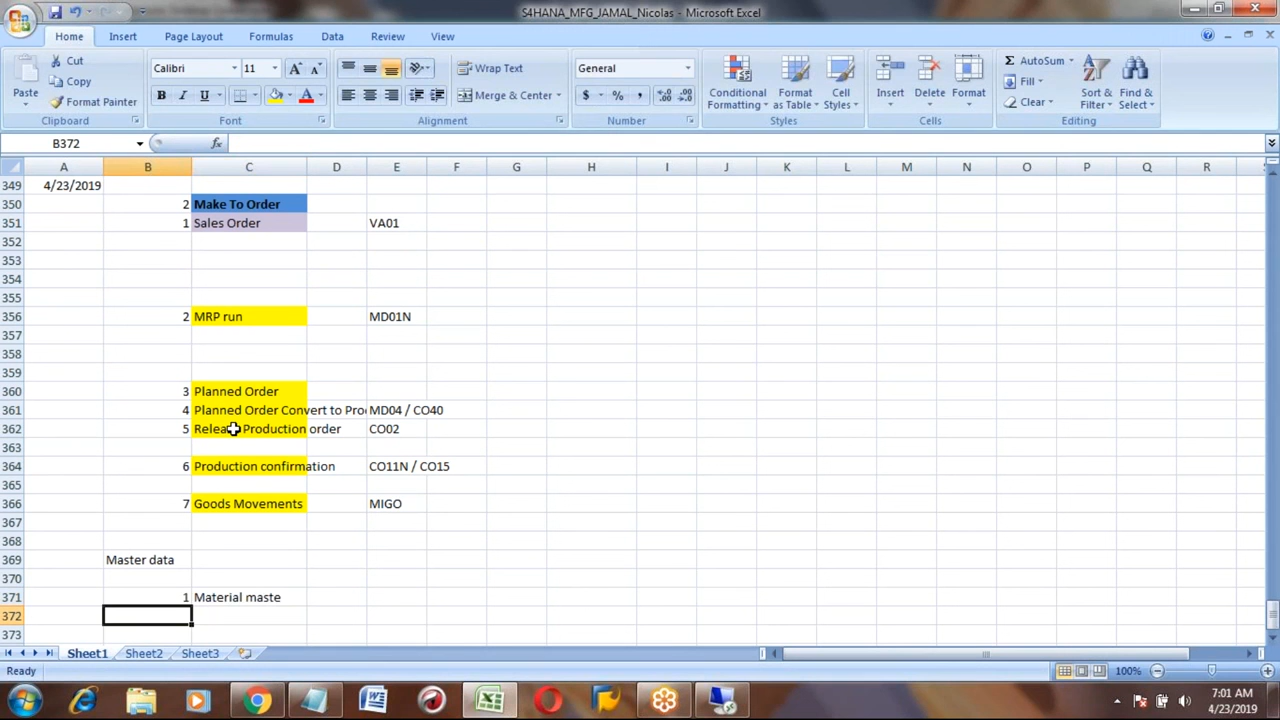 S4HANA_MFG_JAMAL_Nicolas - Microsoft Excel
Home Insert Page Layout Formulas Data Review View
Paste
Cut
Copy
Format Painter
Clipboard
Calibri 11
B I U
Font
Wrap Text
Merge & Center
Alignment
General
$ % ,
Number
Conditional Formatting
Format as Table
Cell Styles
Styles
Insert Delete Format
Cells
AutoSum
Fill
Clear
Sort & Filter
Find & Select
Editing
B372 fx
A B C D E F G H I J K L M N O P Q R
349 4/23/2019
350 2 Make To Order
351 1 Sales Order VA01
352
353
354
355
356 2 MRP run MD01N
357
358
359
360 3 Planned Order
361 4 Planned Order Convert to Pro MD04 / CO40
362 5 Release Production order CO02
363
364 6 Production confirmation CO11N / CO15
365
366 7 Goods Movements MIGO
367
368
369 Master data
370
371 1 Material maste
372
373
Sheet1 Sheet2 Sheet3
Ready 100%
7:01 AM
4/23/2019